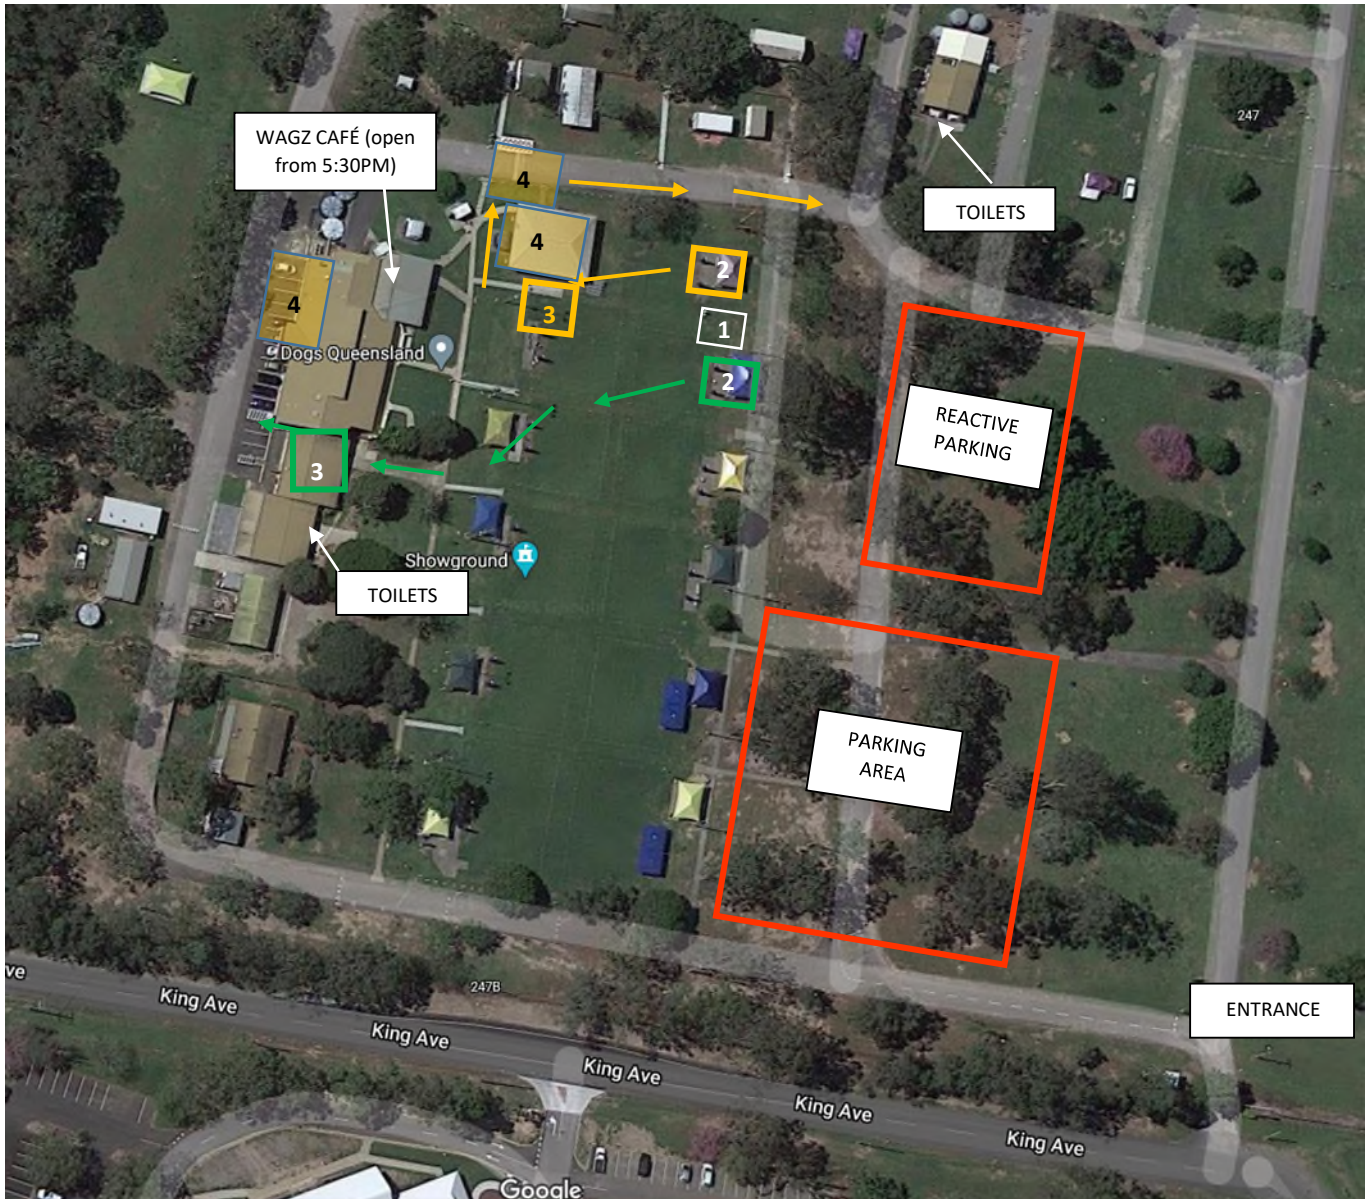 247
WAGZ CAFÉ (open
from 5:30PM)
4
TOILETS
4
4
2
3
1
Dogs Queensland
2
REACTIVE
PARKING
3
Showground
TOILETS
PARKING
AREA
ve
King Ave
247B
King Ave
King Ave
King Ave
King Ave
ENTRANCE
Google